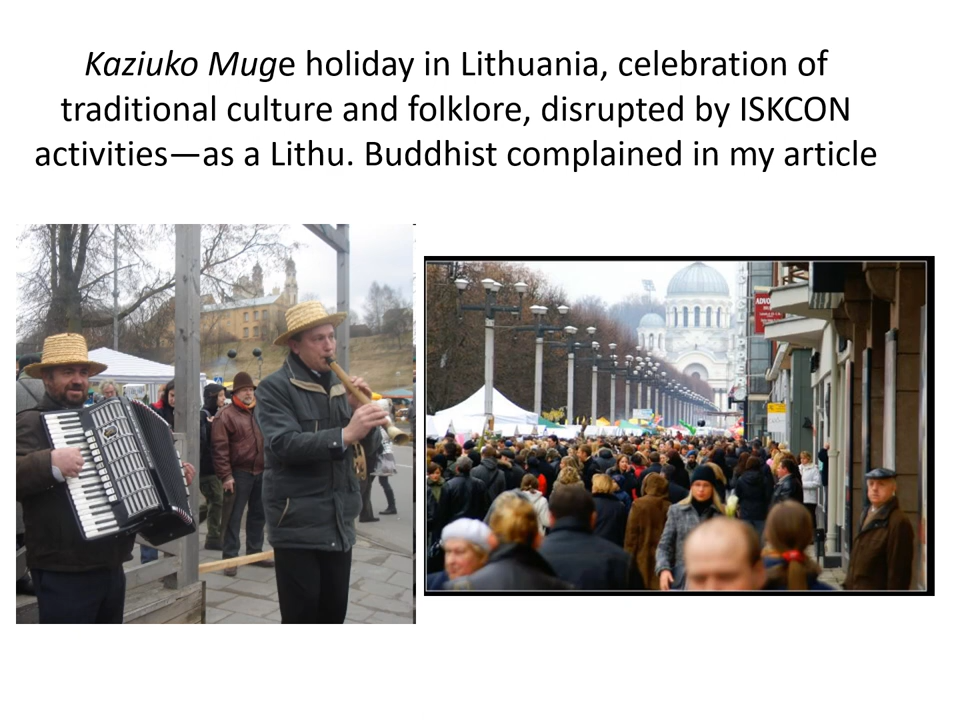 Kaziuko Muge holiday in Lithuania, celebration of
traditional culture and folklore, disrupted by ISKCON
activities—as a Lithu. Buddhist complained in my article